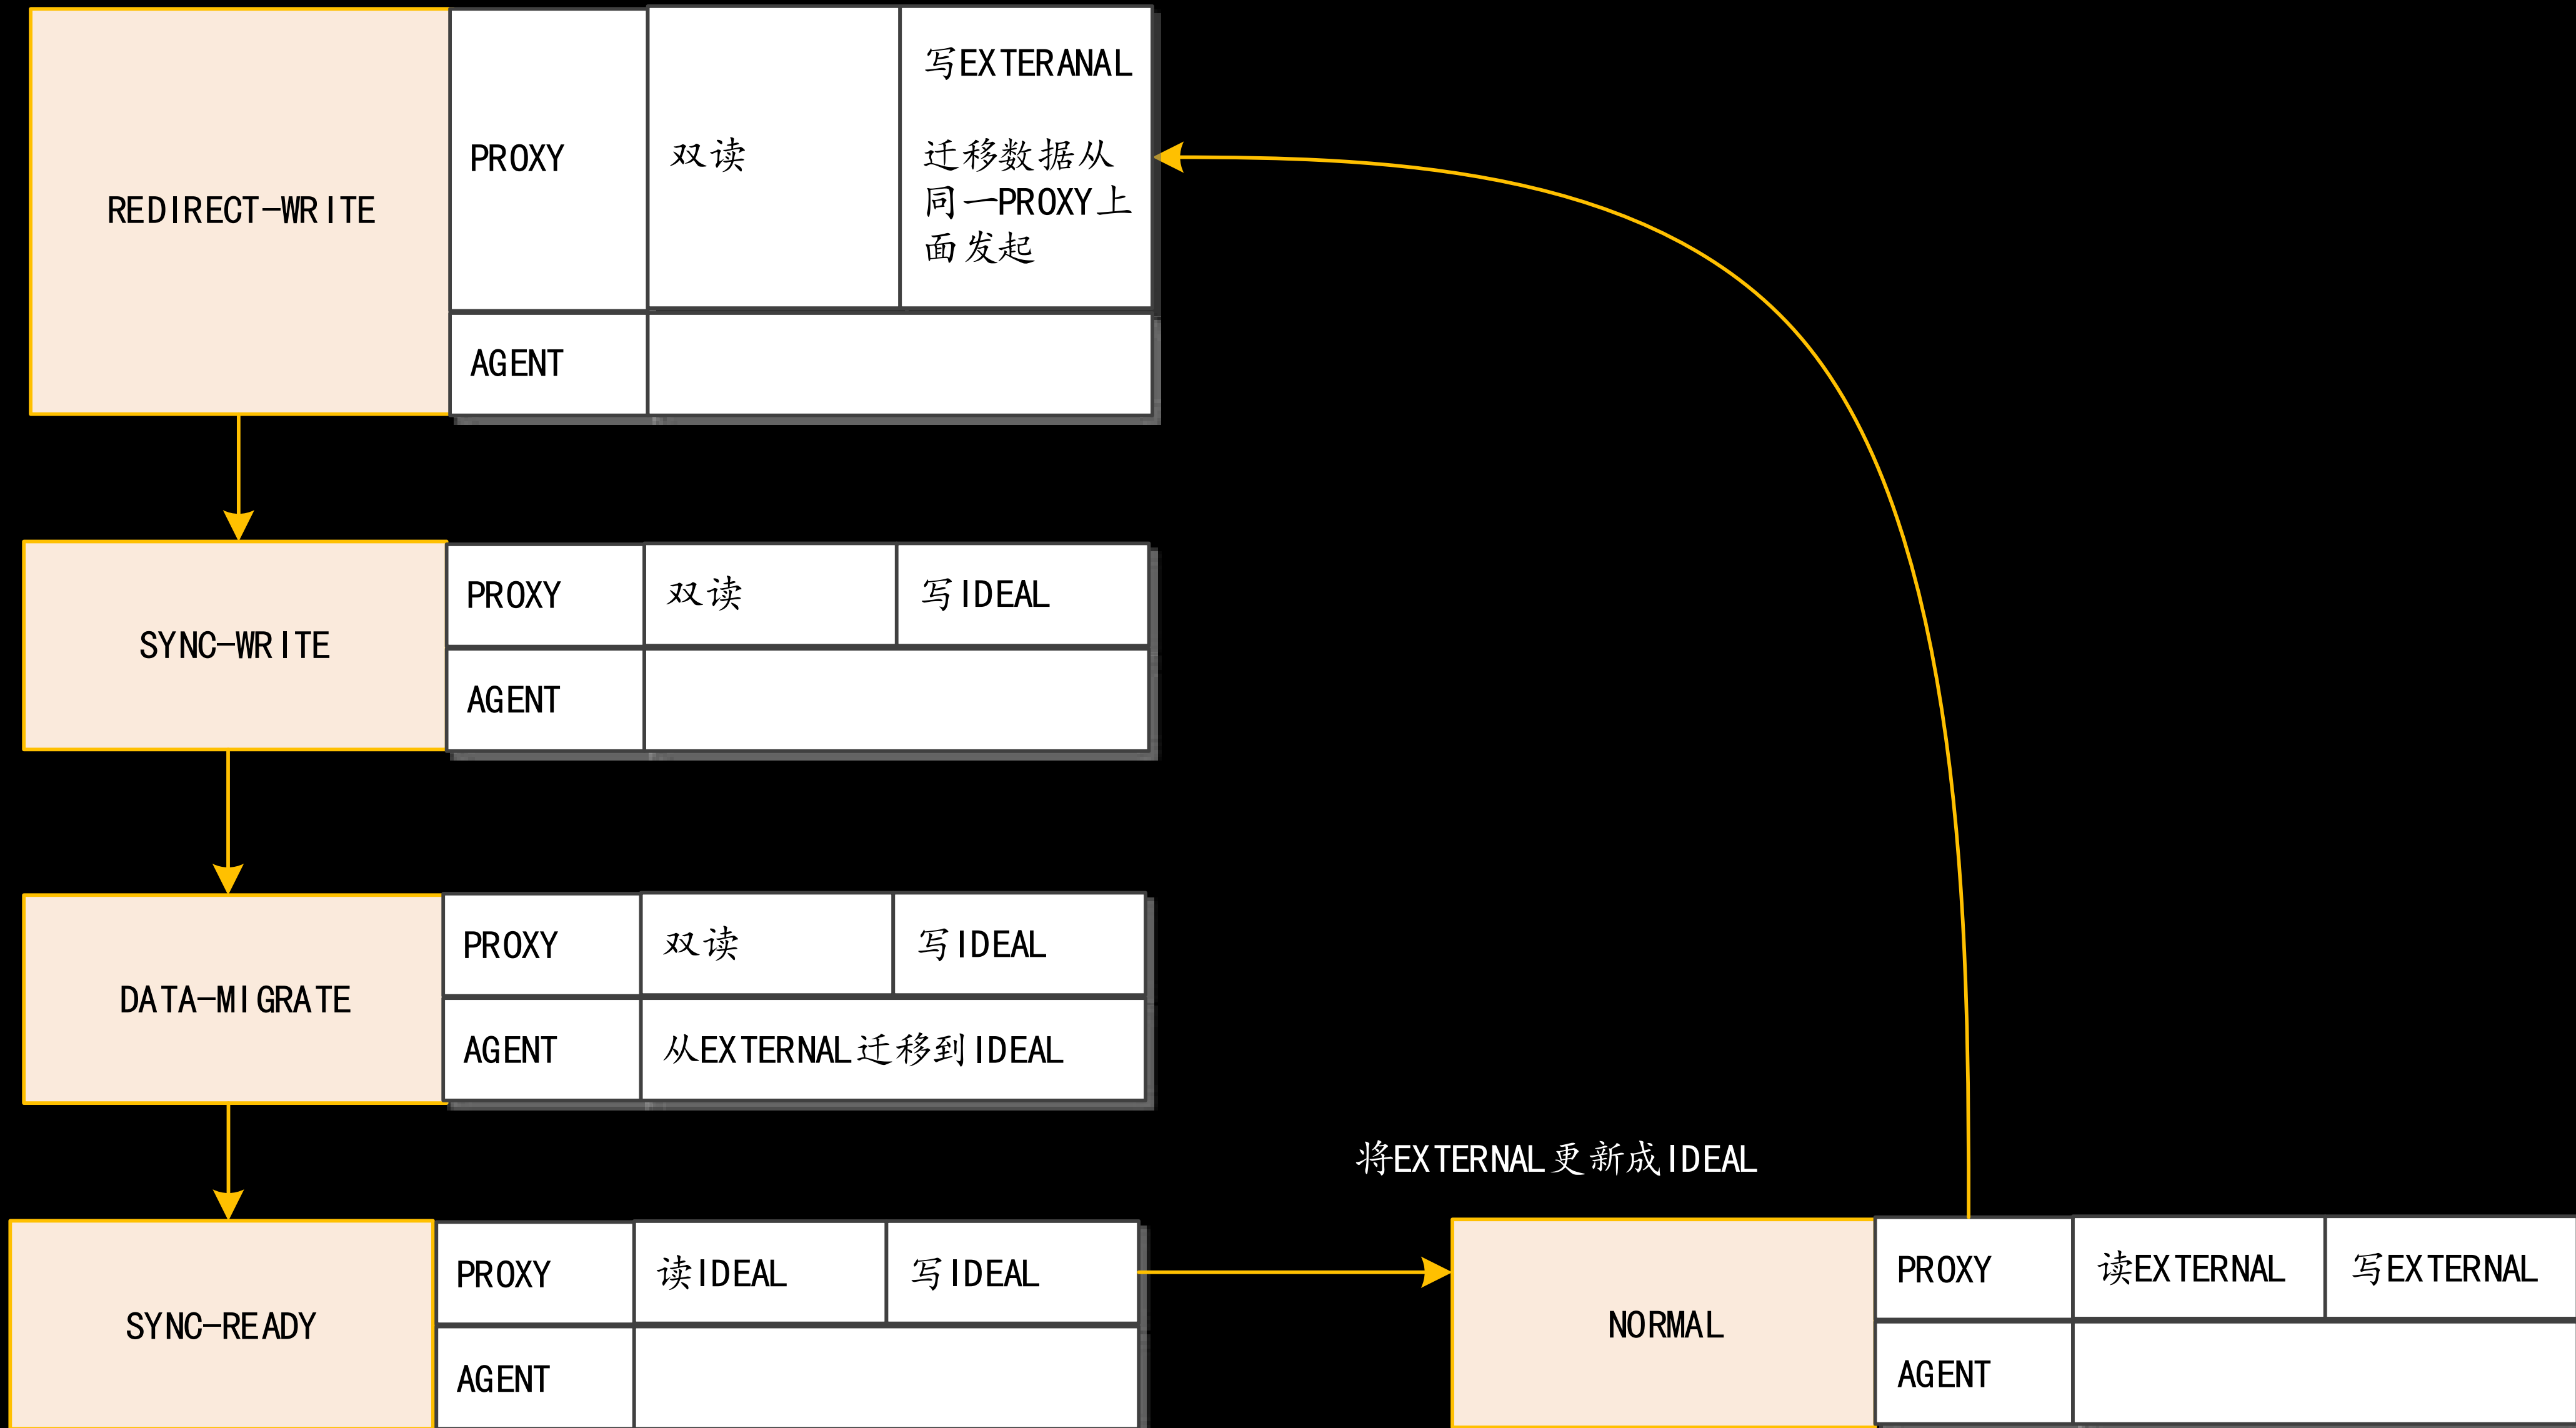 REDIRECT-WRITE
PROXY
双读
写EXTERANAL
迁移数据从
同一PROXY上
面发起
AGENT
SYNC-WRITE
PROXY
双读
写IDEAL
AGENT
DATA-MIGRATE
PROXY
双读
写IDEAL
AGENT
从EXTERNAL迁移到IDEAL
SYNC-READY
PROXY
读IDEAL
写IDEAL
AGENT
将EXTERNAL更新成IDEAL
NORMAL
PROXY
读EXTERNAL
写EXTERNAL
AGENT